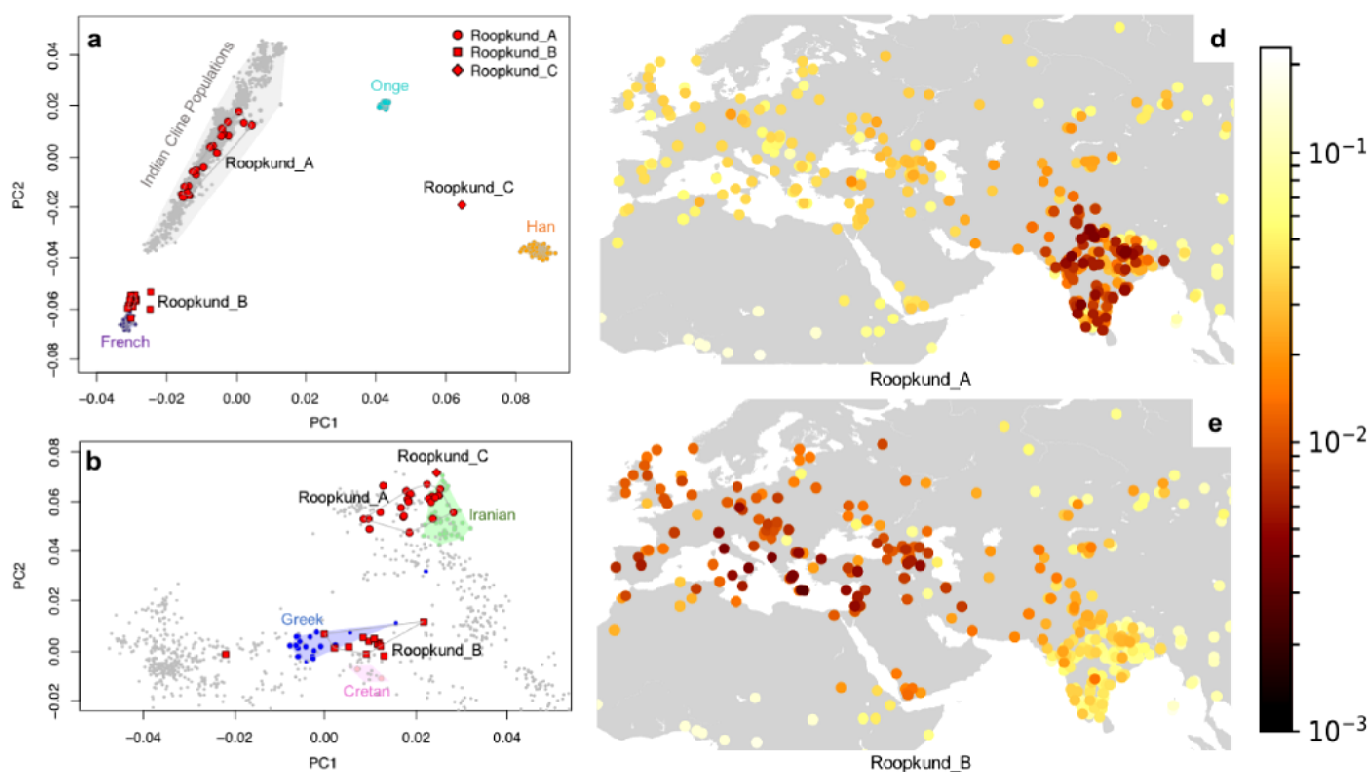 a
Roopkund_A
Roopkund_B
Roopkund_C
Indian Cline Populations
Onge
Roopkund_A
Roopkund_C
Han
Roopkund_B
French
PC2
0.04
0.02
0.00
−0.02
−0.04
−0.06
−0.08
−0.04
−0.02
0.00
0.02
0.04
0.06
0.08
PC1
b
Roopkund_C
Roopkund_A
Iranian
Greek
Roopkund_B
Cretan
PC2
0.08
0.06
0.04
0.02
0.00
0.02
−0.04
−0.02
0.00
0.02
0.04
PC1
d
Roopkund_A
e
Roopkund_B
10−1
10−2
10−3